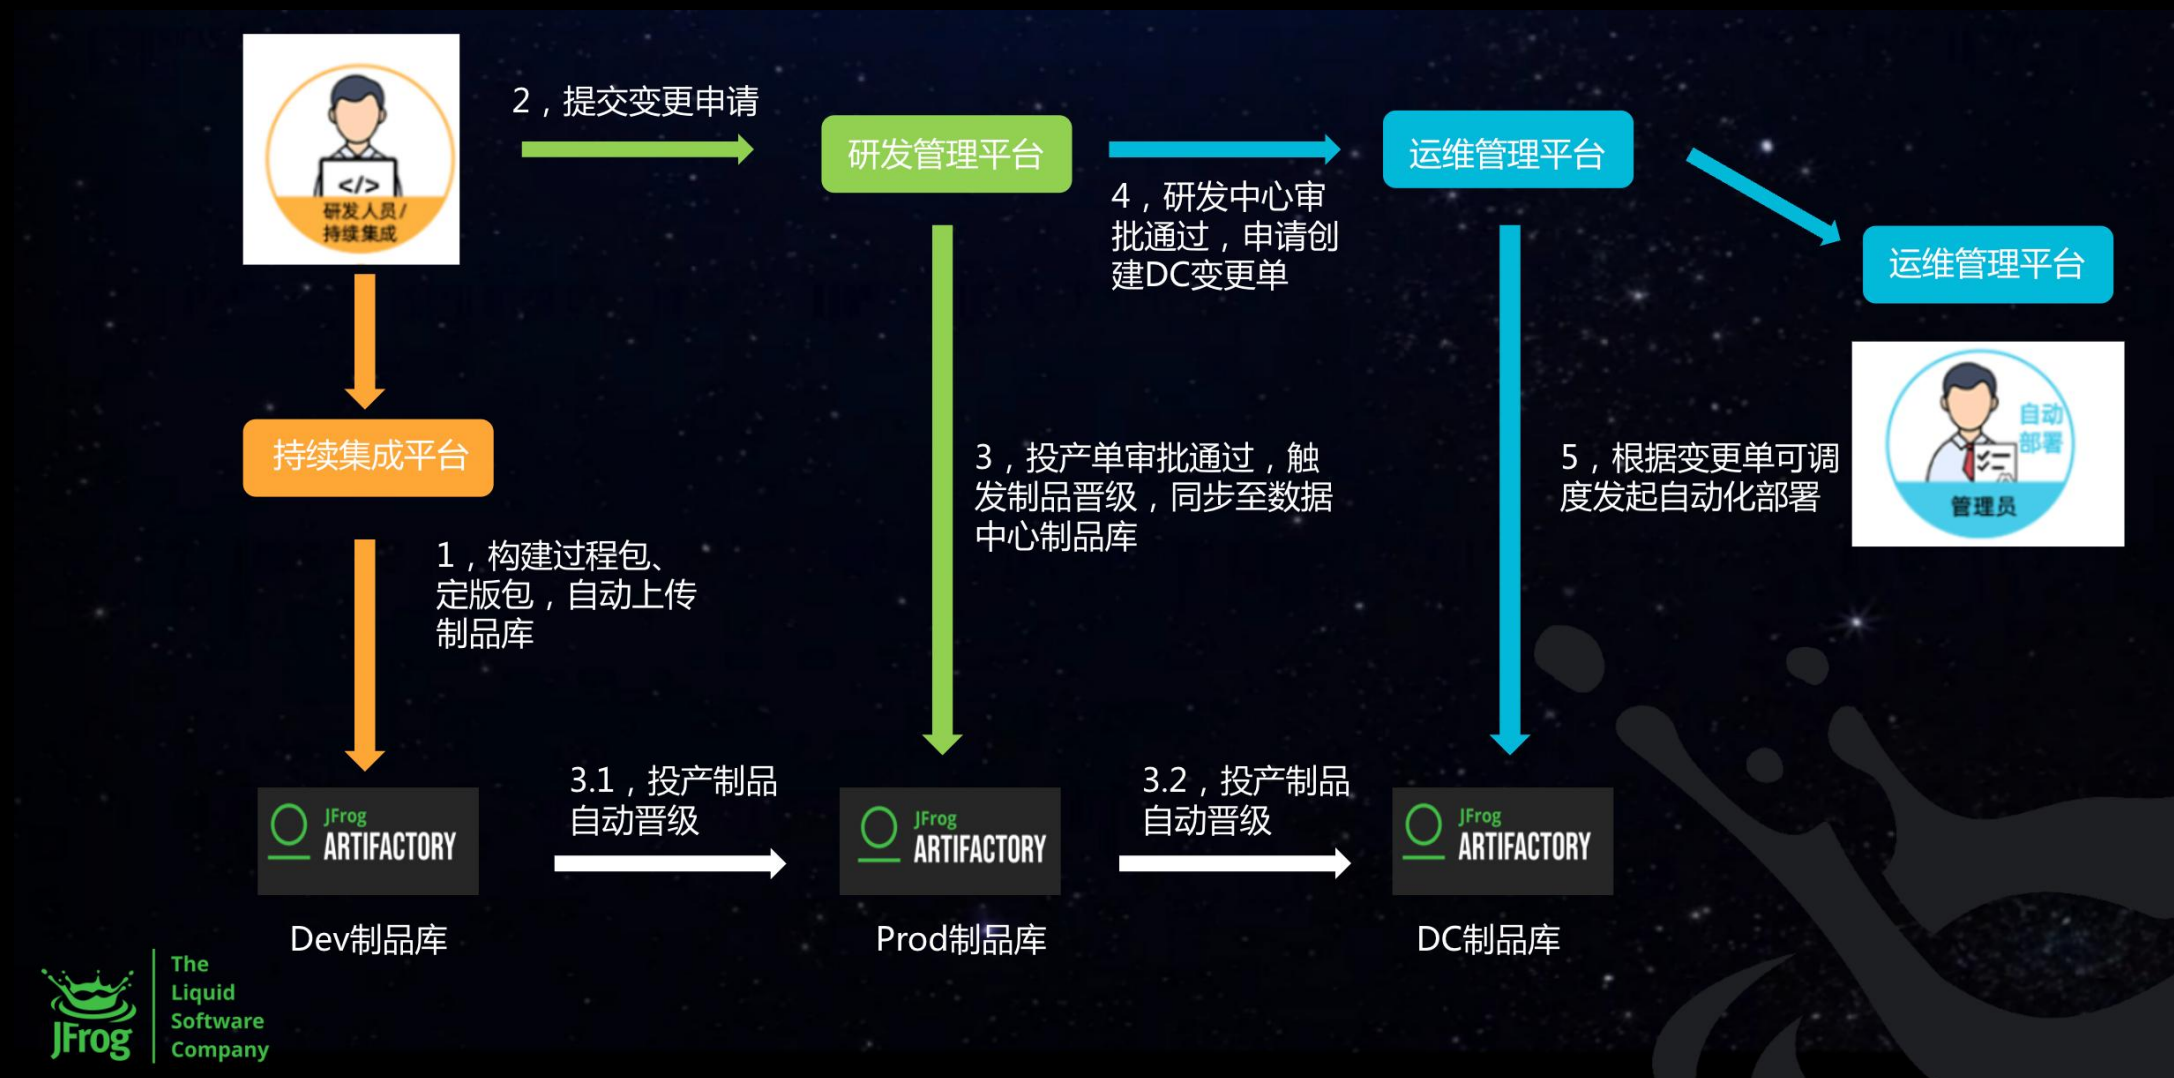 </>
研发人员/
持续集成
2，提交变更申请
研发管理平台
4，研发中心审
批通过，申请创
建DC变更单
运维管理平台
运维管理平台
自动
部署
管理员
持续集成平台
1，构建过程包、
定版包，自动上传
制品库
3，投产单审批通过，触
发制品晋级，同步至数据
中心制品库
5，根据变更单可调
度发起自动化部署
JFrog
ARTIFACTORY
Dev制品库
3.1，投产制品
自动晋级
JFrog
ARTIFACTORY
Prod制品库
3.2，投产制品
自动晋级
JFrog
ARTIFACTORY
DC制品库
JFrog
The
Liquid
Software
Company